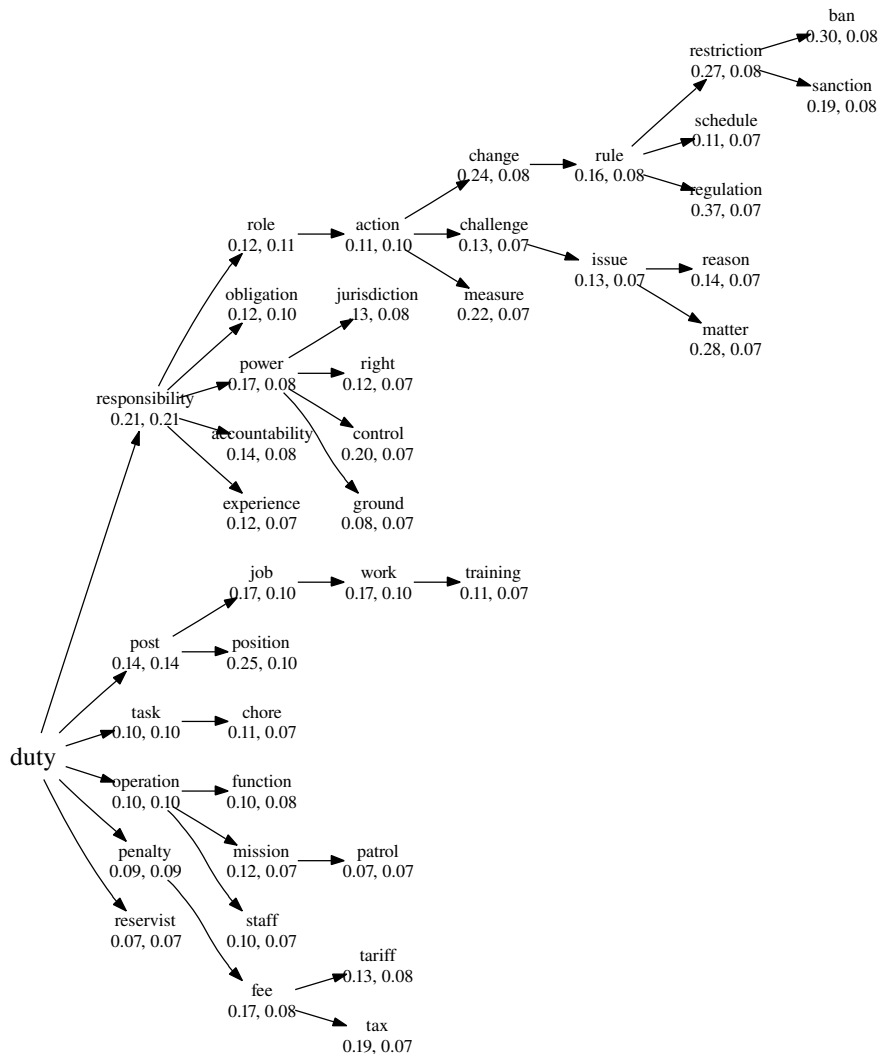 ban
0.30, 0.08
restriction
0.27, 0.08
sanction
0.19, 0.08
schedule
0.11, 0.07
change
0.24, 0.08
rule
0.16, 0.08
regulation
0.37, 0.07
role
0.12, 0.11
action
0.11, 0.10
challenge
0.13, 0.07
issue
0.13, 0.07
reason
0.14, 0.07
obligation
0.12, 0.10
jurisdiction
.13, 0.08
measure
0.22, 0.07
matter
0.28, 0.07
power
0.17, 0.08
right
0.12, 0.07
responsibility
0.21, 0.21
accountability
0.14, 0.08
control
0.20, 0.07
experience
0.12, 0.07
ground
0.08, 0.07
job
0.17, 0.10
work
0.17, 0.10
training
0.11, 0.07
post
0.14, 0.14
position
0.25, 0.10
task
0.10, 0.10
chore
0.11, 0.07
duty
operation
0.10, 0.10
function
0.10, 0.08
penalty
0.09, 0.09
mission
0.12, 0.07
patrol
0.07, 0.07
reservist
0.07, 0.07
staff
0.10, 0.07
tariff
0.13, 0.08
fee
0.17, 0.08
tax
0.19, 0.07